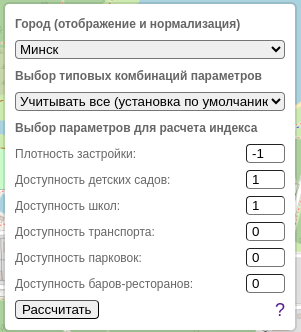 Город (отображение и нормализация)
Минск
Выбор типовых комбинаций параметров
Учитывать все (установка по умолчаник
Выбор параметров для расчета индекса
Плотность застройки: -1
Доступность детских садов: 1
Доступность школ: 1
Доступность транспорта: 0
Доступность парковок: 0
Доступность баров-ресторанов: 0
Рассчитать ?